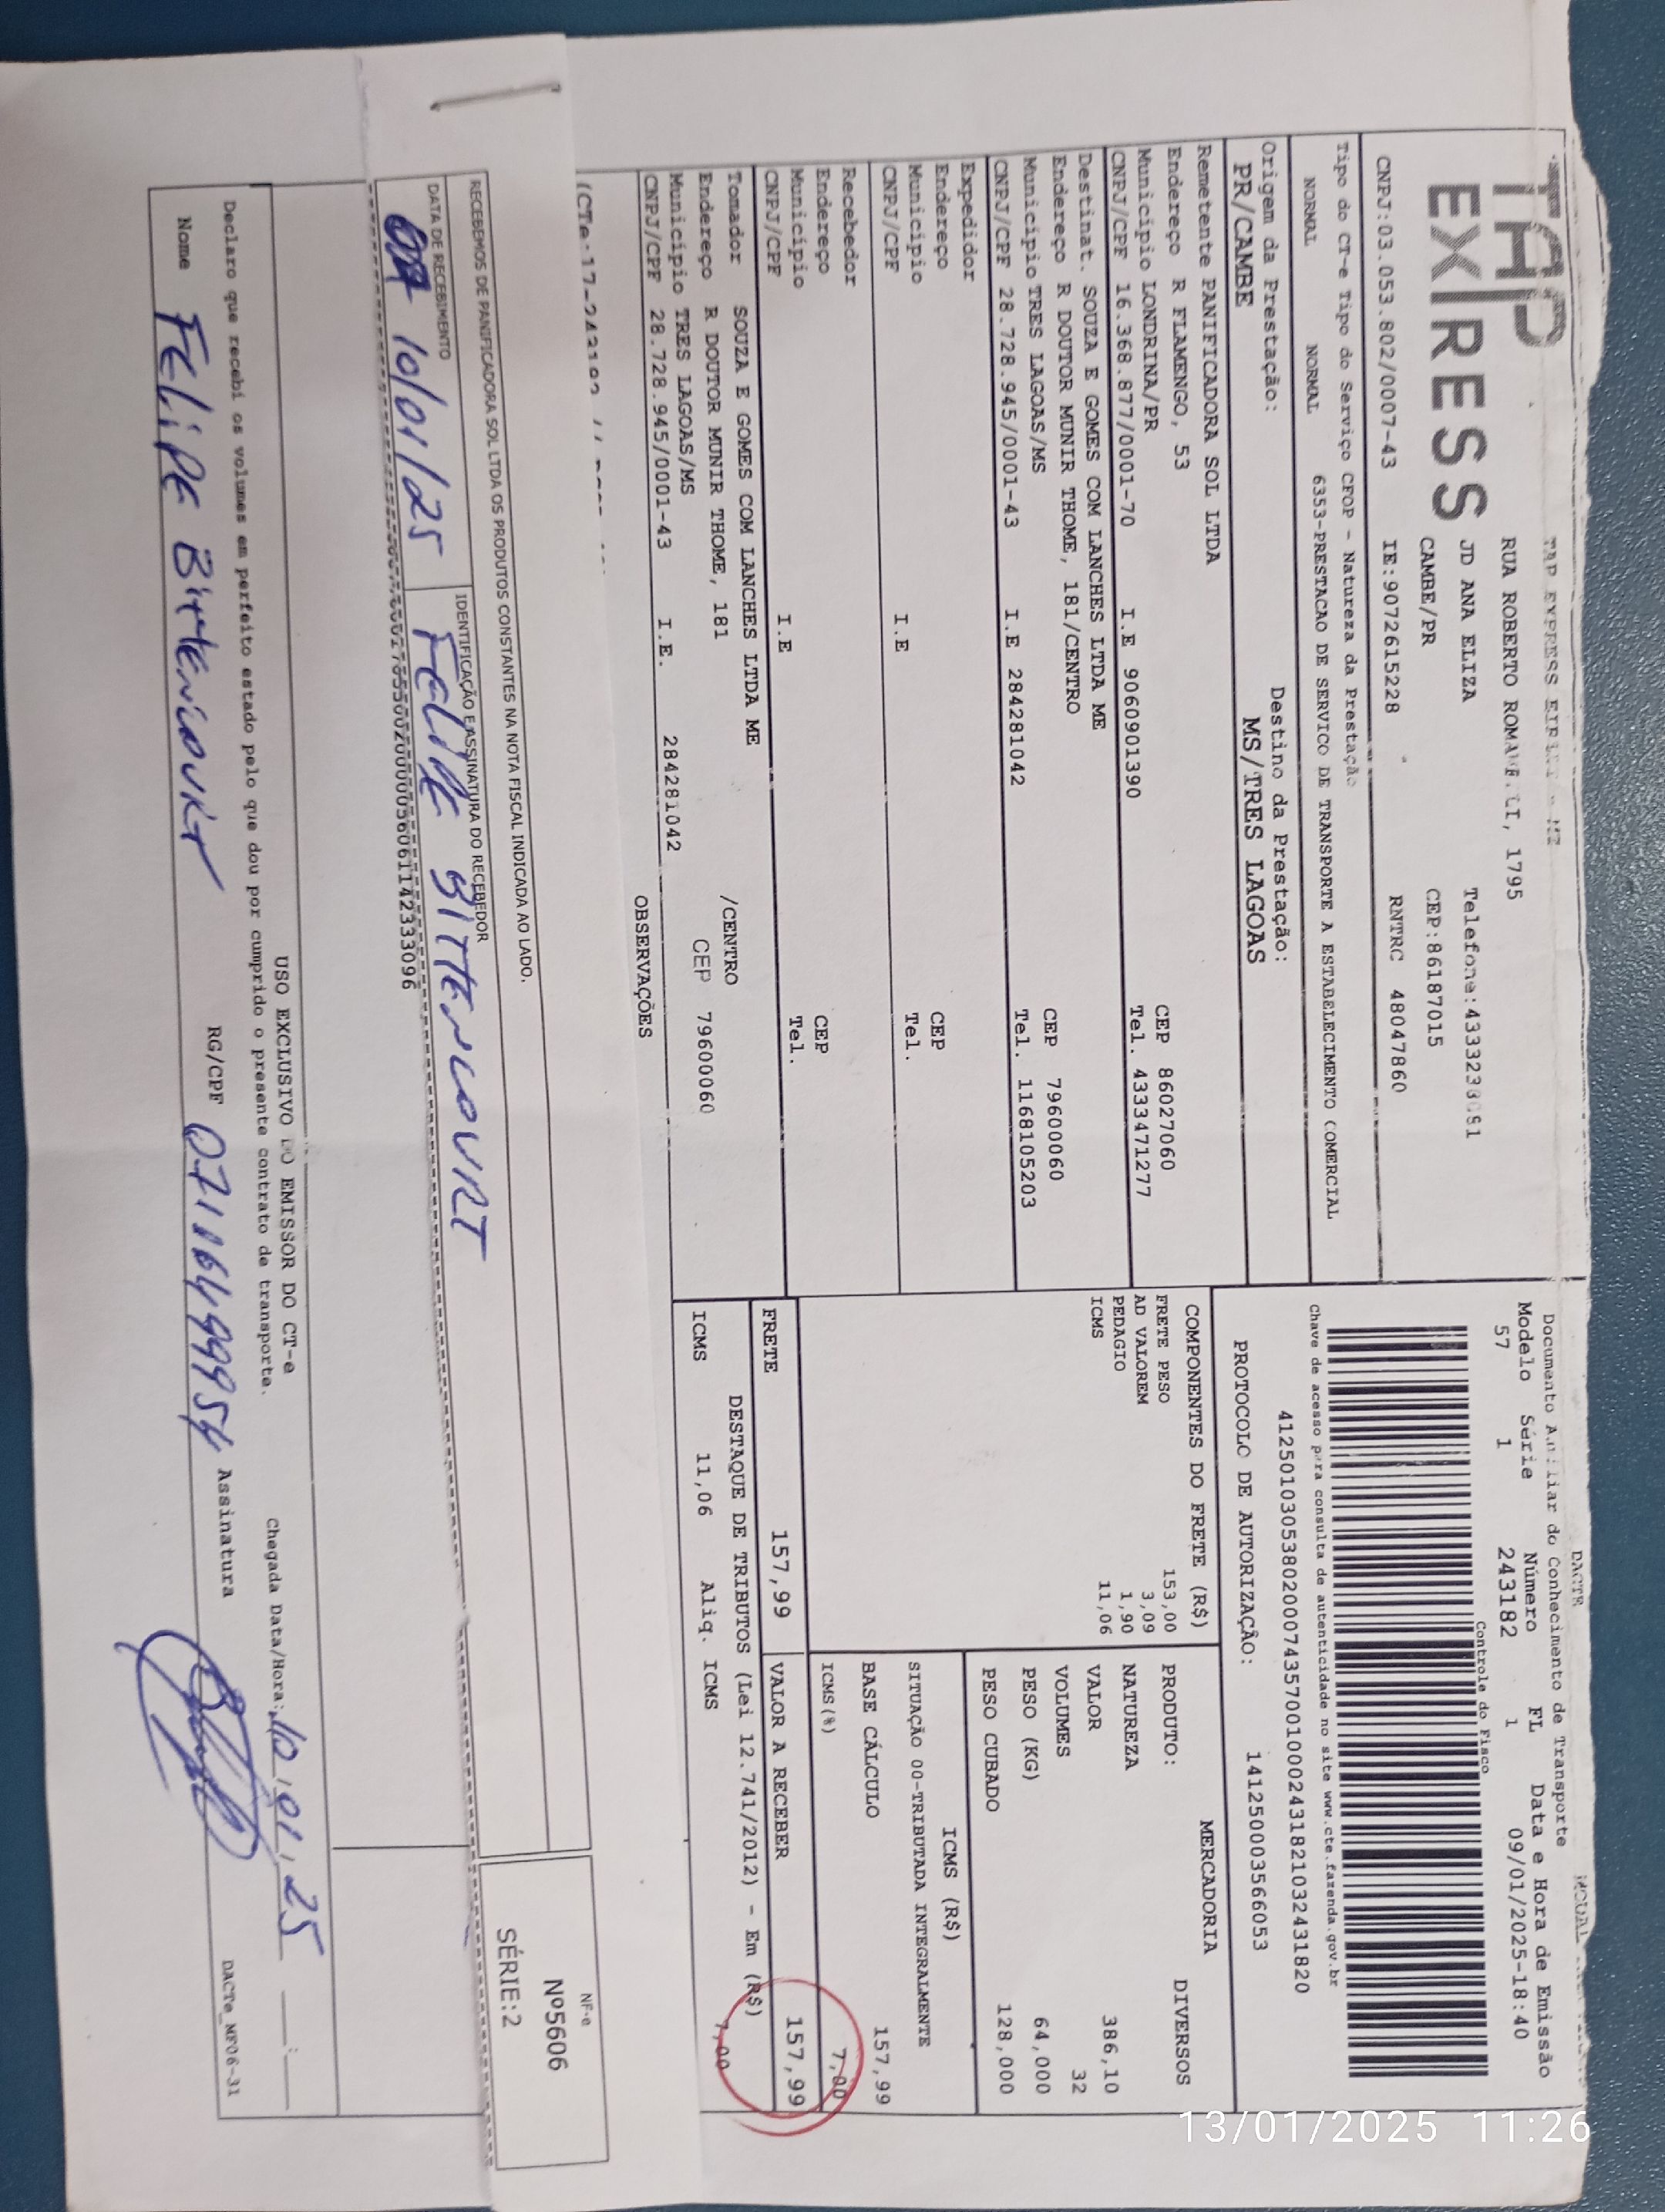 TAP
EXPRESS
TAP EXPRESS EIRELI - ME
RUA ROBERTO ROMANELLI, 1795
JD ANA ELIZA
Telefone:43332
CAMBE/PR
CEP:86187015
CNPJ:03.053.802/0007-43 IE:9072615228 RNTRC 48047860
Tipo do CT-e Tipo do Serviço CFOP - Natureza da Prestação
NORMAL NORMAL 6353-PRESTACAO DE SERVICO DE TRANSPORTE A ESTABELECIMENTO COMERCIAL
Origem da Prestação: Destino da Prestação:
PR/CAMBE MS/TRES LAGOAS
Remetente PANIFICADORA SOL LTDA
Endereço R FLAMENGO, 53 CEP 86027060
Município LONDRINA/PR Tel. 4333471277
CNPJ/CPF 16.368.877/0001-70 I.E 9060901390
Destinat. SOUZA E GOMES COM LANCHES LTDA ME
Endereço R DOUTOR MUNIR THOME, 181/CENTRO CEP 79600060
Município TRES LAGOAS/MS Tel. 1168105203
CNPJ/CPF 28.728.945/0001-43 I.E 284281042
Expedidor
Endereço CEP
Município Tel.
CNPJ/CPF I.E
Recebedor
Endereço CEP
Município Tel.
CNPJ/CPF I.E
Tomador SOUZA E GOMES COM LANCHES LTDA ME
Endereço R DOUTOR MUNIR THOME, 181 /CENTRO
Município TRES LAGOAS/MS CEP 79600060
CNPJ/CPF 28.728.945/0001-43 I.E. 284281042
OBSERVAÇÕES
DACTE
Documento Auxiliar do Conhecimento de Transporte
MODAL
Modelo Série Número FL Data e Hora de Emissão
57 1 243182 1 09/01/2025-18:40
Controle do Fisco
Chave de acesso para consulta de autenticidade no site www.cte.fazenda.gov.br
41250103053802000743570010002431821032431820
PROTOCOLO DE AUTORIZAÇÃO: 141250003566053
COMPONENTES DO FRETE (R$)
FRETE PESO 153,00
AD VALOREM 3,09
PEDAGIO 1,90
ICMS 11,06
MERCADORIA
PRODUTO: DIVERSOS
NATUREZA
VALOR 386,10
VOLUMES 32
PESO (KG) 64,000
PESO CUBADO 128,000
ICMS (R$)
SITUAÇÃO 00-TRIBUTADA INTEGRALMENTE
BASE CÁLCULO 157,99
ICMS(%) 7,00
FRETE 157,99 VALOR A RECEBER 157,99
DESTAQUE DE TRIBUTOS (Lei 12.741/2012) - Em (R$)
ICMS 11,06 Aliq. ICMS 7,00
(CTe:17-243182
RECEBEMOS DE PANIFICADORA SOL LTDA OS PRODUTOS CONSTANTES NA NOTA FISCAL INDICADA AO LADO.
DATA DE RECEBIMENTO IDENTIFICAÇÃO E ASSINATURA DO RECEBEDOR
10/01/25 FELIPE BITTENCOURT
NF-e
Nº5606
SÉRIE:2
USO EXCLUSIVO DO EMISSOR DO CT-e
Declaro que recebi os volumes em perfeito estado pelo que dou por cumprido o presente contrato de transporte.
Chegada Data/Hora: 10/01/25
Nome FELIPE BITTENCOURT RG/CPF Assinatura
DACTe_MF06-31
13/01/2025 11:26